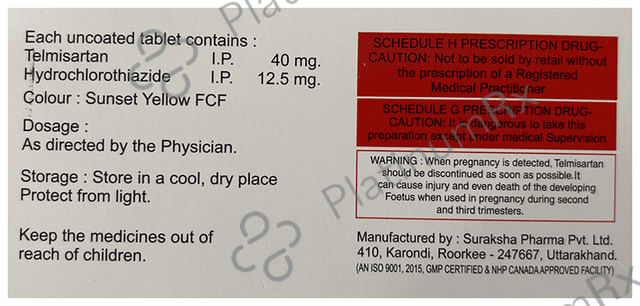 Each uncoated tablet contains :
Telmisartan I.P. 40 mg.
Hydrochlorothiazide I.P. 12.5 mg.
Colour : Sunset Yellow FCF
Dosage :
As directed by the Physician.
Storage : Store in a cool, dry place
Protect from light.
Keep the medicines out of
reach of children.
SCHEDULE H PRESCRIPTION DRUG-
CAUTION: Not to be sold by retail without
the prescription of a Registered
Medical Practitioner
SCHEDULE G PRESCRIPTION DRUG-
CAUTION: It is dangerous to take this
preparation except under medical Supervision
WARNING : When pregnancy is detected, Telmisartan
should be discontinued as soon as possible.It
can cause injury and even death of the developing
Foetus when used in pregnancy during second
and third trimesters.
Manufactured by : Suraksha Pharma Pvt. Ltd.
410, Karondi, Roorkee - 247667, Uttarakhand.
(AN ISO 9001, 2015, GMP CERTIFIED & NHP CANADA APPROVED FACILITY)
PlatinumRx
PlatinumRx